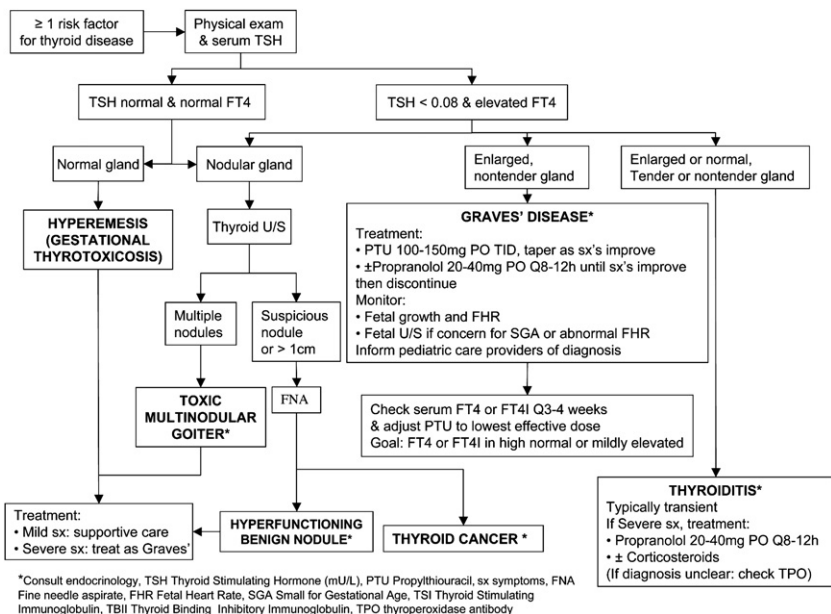 ≥ 1 risk factor
for thyroid disease
Physical exam
& serum TSH
TSH normal & normal FT4
TSH < 0.08 & elevated FT4
Normal gland
Nodular gland
Enlarged,
nontender gland
Enlarged or normal,
Tender or nontender gland
HYPEREMESIS
(GESTATIONAL
THYROTOXICOSIS)
Thyroid U/S
GRAVES' DISEASE*
Treatment:
• PTU 100-150mg PO TID, taper as sx's improve
• ±Propranolol 20-40mg PO Q8-12h until sx's improve
then discontinue
Monitor:
• Fetal growth and FHR
• Fetal U/S if concern for SGA or abnormal FHR
Inform pediatric care providers of diagnosis
Multiple
nodules
Suspicious
nodule
or > 1cm
TOXIC
MULTINODULAR
GOITER*
FNA
Check serum FT4 or FT4I Q3-4 weeks
& adjust PTU to lowest effective dose
Goal: FT4 or FT4I in high normal or mildly elevated
Treatment:
• Mild sx: supportive care
• Severe sx: treat as Graves'
HYPERFUNCTIONING
BENIGN NODULE*
THYROID CANCER *
THYROIDITIS*
Typically transient
If Severe sx, treatment:
• Propranolol 20-40mg PO Q8-12h
• ± Corticosteroids
(If diagnosis unclear: check TPO)
*Consult endocrinology, TSH Thyroid Stimulating Hormone (mU/L), PTU Propylthiouracil, sx symptoms, FNA
Fine needle aspirate, FHR Fetal Heart Rate, SGA Small for Gestational Age, TSI Thyroid Stimulating
Immunoglobulin, TBII Thyroid Binding Inhibitory Immunoglobulin, TPO thyroperoxidase antibody